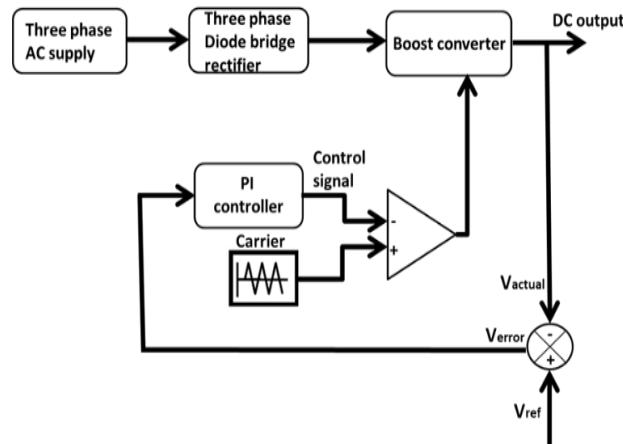 Three phase
AC supply
Three phase
Diode bridge
rectifier
Boost converter
DC output
PI
controller
Control
signal
-
+
Carrier
Vactual
-
+
Verror
Vref